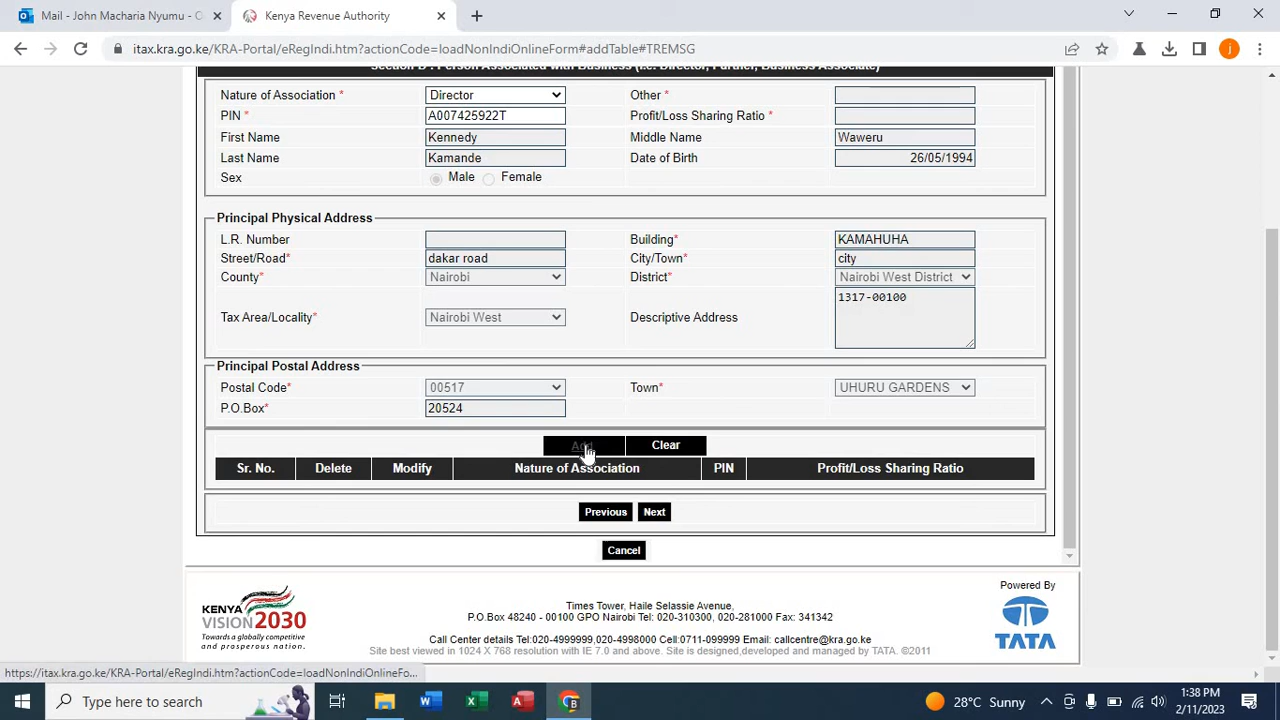 Mail - John Macharia Nyumu - O
Kenya Revenue Authority
itax.kra.go.ke/KRA-Portal/eRegIndi.htm?actionCode=loadNonIndiOnlineForm#addTable#TREMSG
j
Section D : Person Associated with Business (i.e. Director, Partner, Business Associate)
Nature of Association * Director Other *
PIN * A007425922T Profit/Loss Sharing Ratio *
First Name Kennedy Middle Name Waweru
Last Name Kamande Date of Birth 26/05/1994
Sex Male Female
Principal Physical Address
L.R. Number Building* KAMAHUHA
Street/Road* dakar road City/Town* city
County* Nairobi District* Nairobi West District
Tax Area/Locality* Nairobi West Descriptive Address 1317-00100
Principal Postal Address
Postal Code* 00517 Town* UHURU GARDENS
P.O.Box* 20524
Add Clear
Sr. No. Delete Modify Nature of Association PIN Profit/Loss Sharing Ratio
Previous Next
Cancel
KENYA
VISION 2030
Towards a globally competitive
and prosperous nation.
Times Tower, Haile Selassie Avenue,
P.O.Box 48240 - 00100 GPO Nairobi Tel: 020-310300, 020-281000 Fax: 341342
Call Center details Tel:020-4999999,020-4998000 Cell:0711-099999 Email: callcentre@kra.go.ke
Site best viewed in 1024 X 768 resolution with IE 7.0 and above. Site is designed,developed and managed by TATA. ©2011
Powered By
TATA
https://itax.kra.go.ke/KRA-Portal/eRegIndi.htm?actionCode=loadNonIndiOnlineFo...
Type here to search
28°C Sunny
1:38 PM
2/11/2023